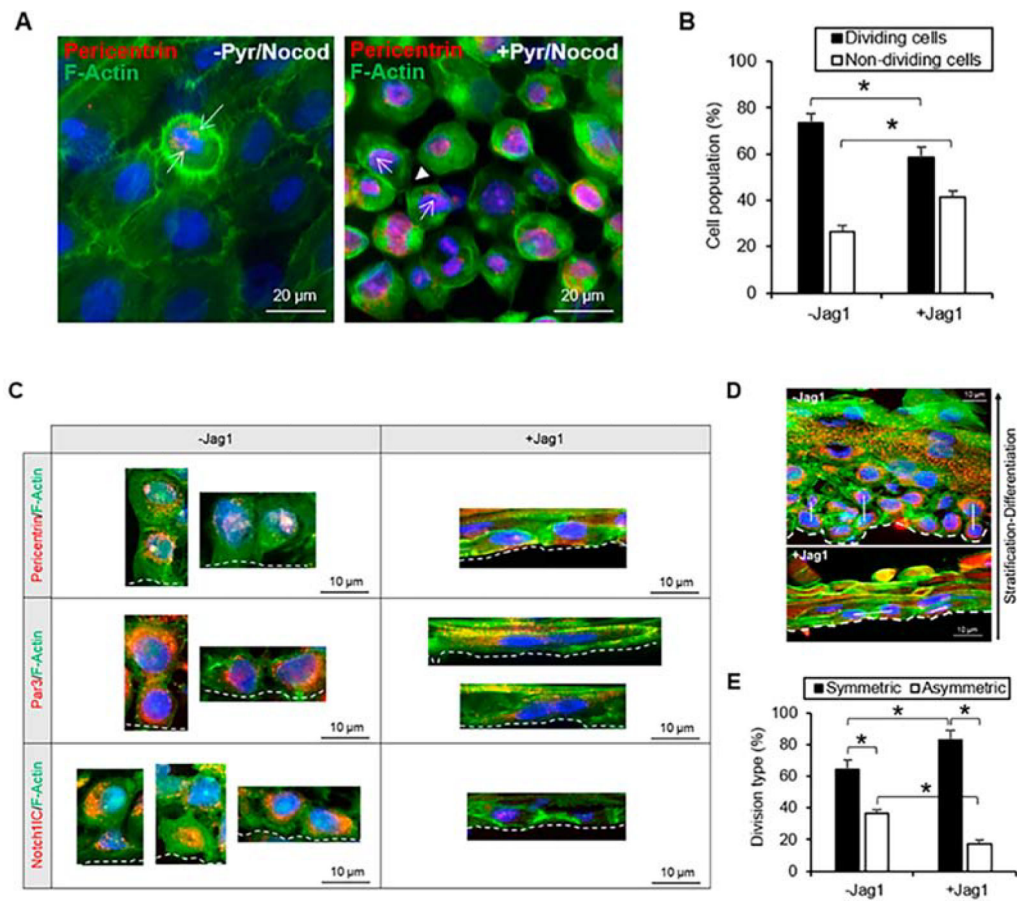 A
Pericentrin -Pyr/Nocod
F-Actin
20 µm
Pericentrin +Pyr/Nocod
F-Actin
20 µm
B
Dividing cells
Non-dividing cells
Cell population (%)
100
80
60
40
20
0
*
*
-Jag1 +Jag1
C
-Jag1 +Jag1
Pericentrin/F-Actin
10 µm 10 µm
Par3/F-Actin
10 µm 10 µm
Notch1IC/F-Actin
10 µm 10 µm
D
-Jag1
10 µm
+Jag1
10 µm
Stratification-Differentiation
E
Symmetric Asymmetric
Division type (%)
100
80
60
40
20
0
*
*
*
*
-Jag1 +Jag1